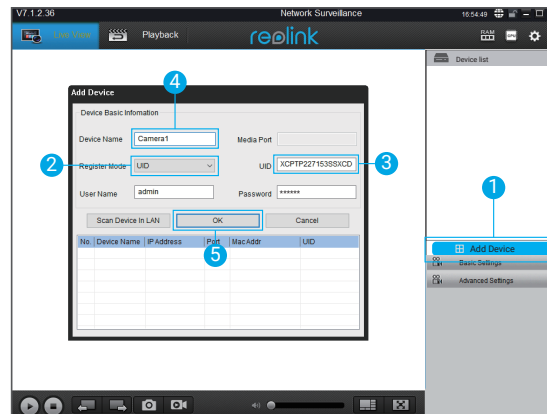 V7.1.2.36 Network Surveillance 16:54:49
Live View Playback reolink RAM CPU
Device list
Add Device
4
Device Basic Infomation
Device Name Camera1 Media Port
2 Register Mode UID UID XCPTP227153SSXCD 3
User Name admin Password ******
1
Scan Device In LAN OK Cancel
5
No. Device Name IP Address Port Mac Addr UID
Add Device
Basic Settings
Advanced Settings